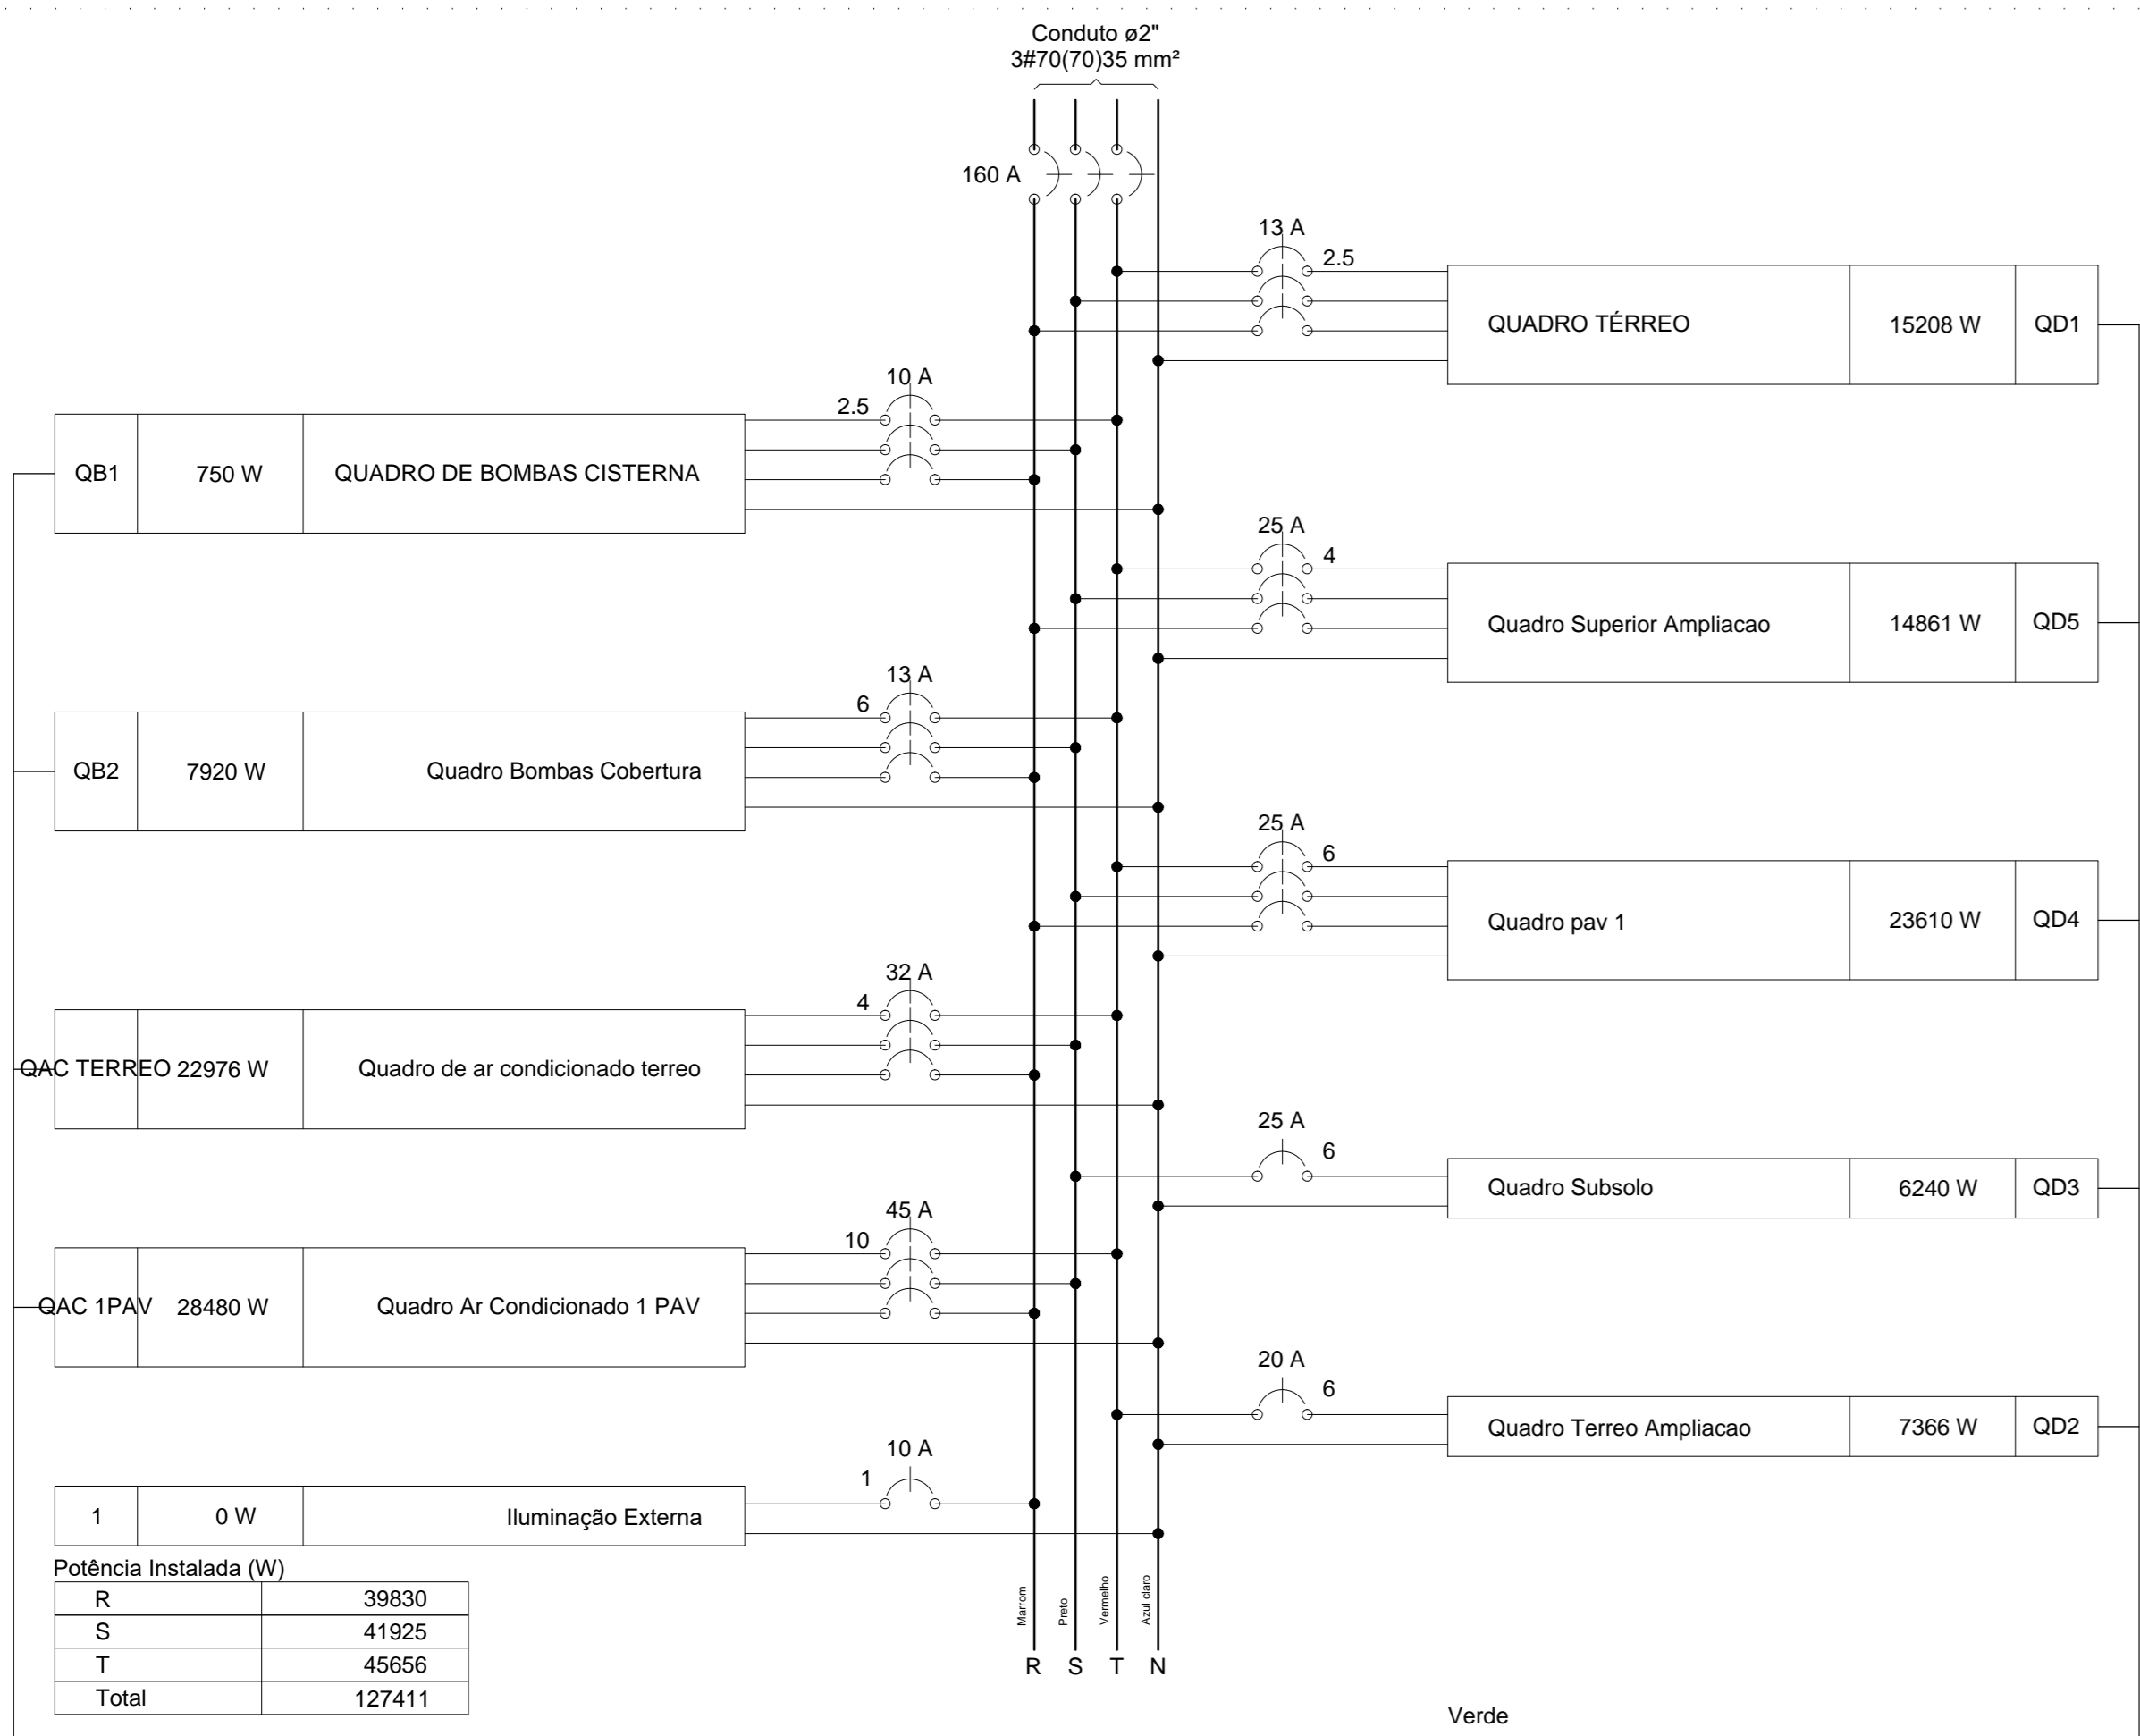 Conduto ø2"
3#70(70)35 mm²
160 A
13 A
2.5
QUADRO TÉRREO 15208 W QD1
10 A
2.5
QB1 750 W QUADRO DE BOMBAS CISTERNA
25 A
4
Quadro Superior Ampliacao 14861 W QD5
13 A
6
QB2 7920 W Quadro Bombas Cobertura
25 A
6
Quadro pav 1 23610 W QD4
32 A
4
QAC TERREO 22976 W Quadro de ar condicionado terreo
25 A
6
Quadro Subsolo 6240 W QD3
45 A
10
QAC 1PAV 28480 W Quadro Ar Condicionado 1 PAV
20 A
6
Quadro Terreo Ampliacao 7366 W QD2
10 A
1
1 0 W Iluminação Externa
Potência Instalada (W)
R 39830
S 41925
T 45656
Total 127411
Marrom
Preto
Vermelho
Azul claro
R S T N
Verde